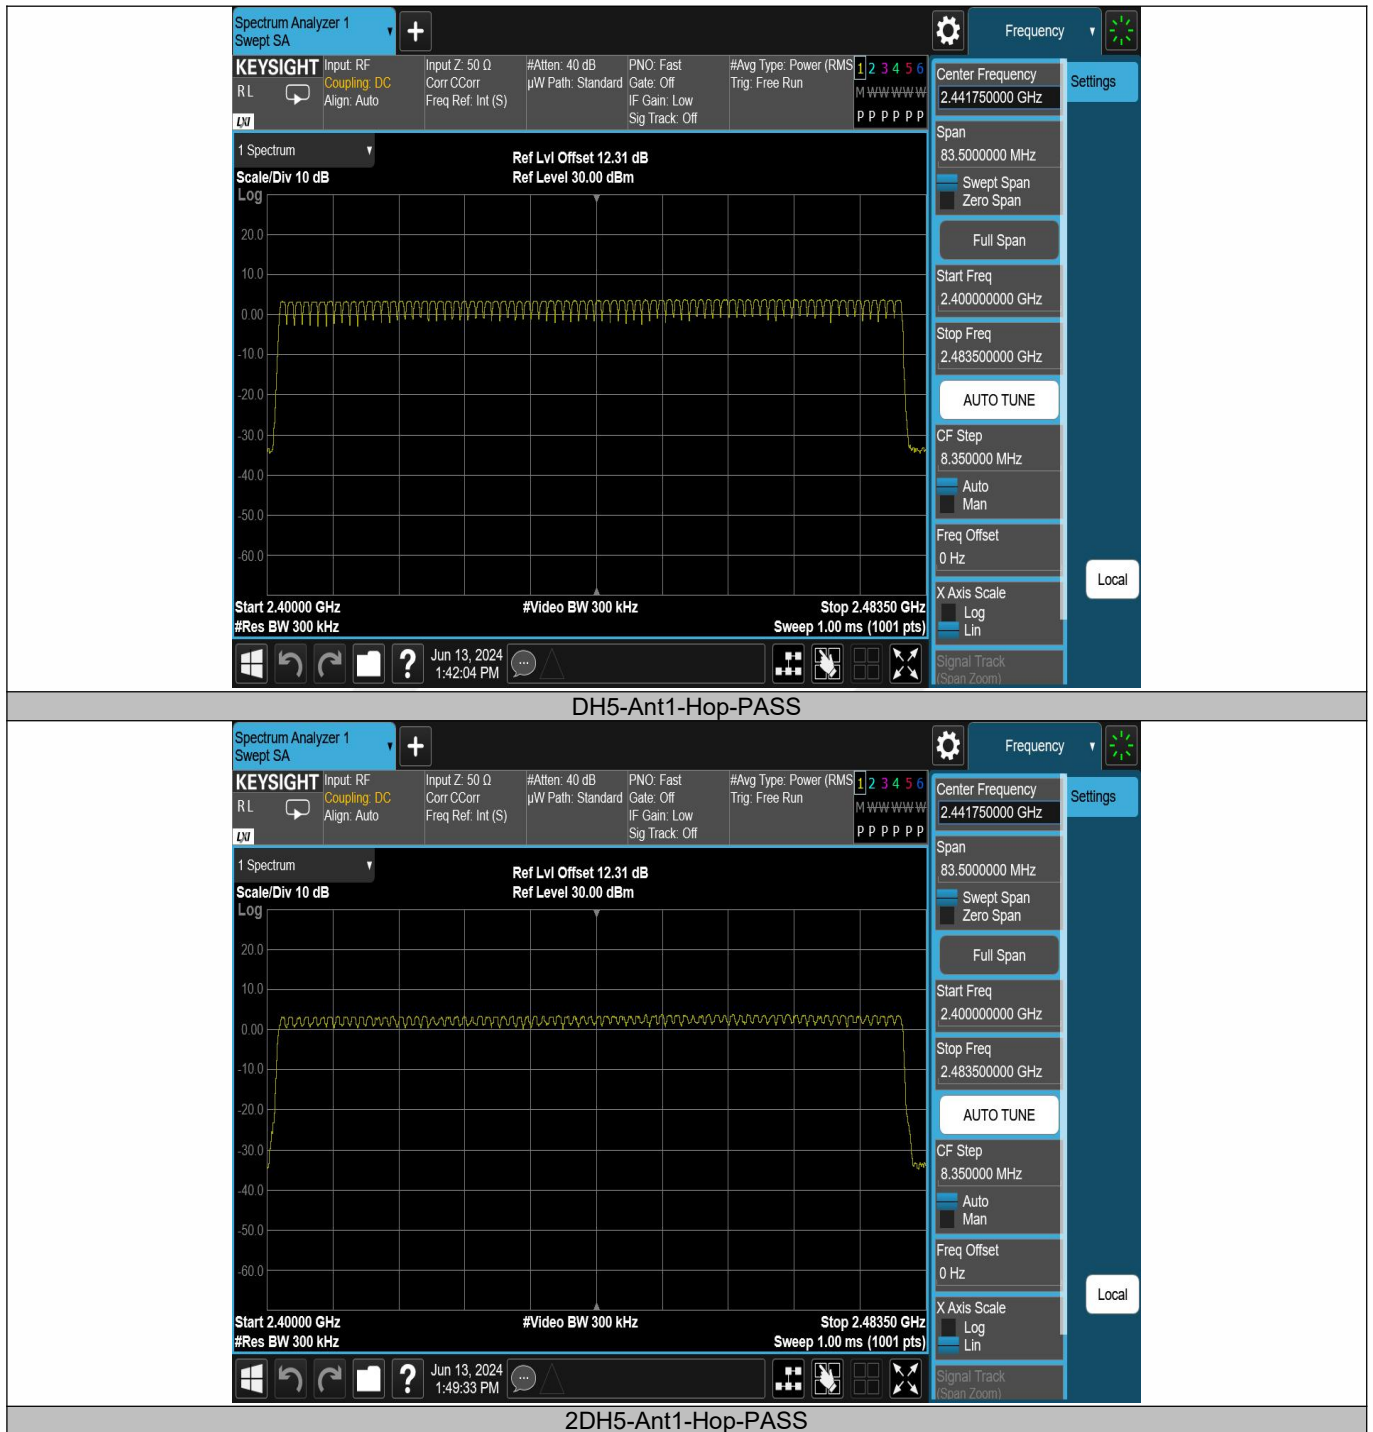 Spectrum Analyzer 1
Swept SA
Frequency
KEYSIGHT
RL
LXI
Input: RF
Coupling: DC
Align: Auto
Input Z: 50 Ω
Corr CCorr
Freq Ref: Int (S)
#Atten: 40 dB
µW Path: Standard
PNO: Fast
Gate: Off
IF Gain: Low
Sig Track: Off
#Avg Type: Power (RMS
Trig: Free Run
1 2 3 4 5 6
M W W W W W
P P P P P P
1 Spectrum
Scale/Div 10 dB
Ref Lvl Offset 12.31 dB
Ref Level 30.00 dBm
Log
20.0
10.0
0.00
-10.0
-20.0
-30.0
-40.0
-50.0
-60.0
Start 2.40000 GHz
#Res BW 300 kHz
#Video BW 300 kHz
Stop 2.48350 GHz
Sweep 1.00 ms (1001 pts)
Jun 13, 2024
1:42:04 PM
Center Frequency
2.441750000 GHz
Settings
Span
83.5000000 MHz
Swept Span
Zero Span
Full Span
Start Freq
2.400000000 GHz
Stop Freq
2.483500000 GHz
AUTO TUNE
CF Step
8.350000 MHz
Auto
Man
Freq Offset
0 Hz
Local
X Axis Scale
Log
Lin
Signal Track
(Span Zoom)
DH5-Ant1-Hop-PASS
Spectrum Analyzer 1
Swept SA
Frequency
KEYSIGHT
RL
LXI
Input: RF
Coupling: DC
Align: Auto
Input Z: 50 Ω
Corr CCorr
Freq Ref: Int (S)
#Atten: 40 dB
µW Path: Standard
PNO: Fast
Gate: Off
IF Gain: Low
Sig Track: Off
#Avg Type: Power (RMS
Trig: Free Run
1 2 3 4 5 6
M W W W W W
P P P P P P
1 Spectrum
Scale/Div 10 dB
Ref Lvl Offset 12.31 dB
Ref Level 30.00 dBm
Log
20.0
10.0
0.00
-10.0
-20.0
-30.0
-40.0
-50.0
-60.0
Start 2.40000 GHz
#Res BW 300 kHz
#Video BW 300 kHz
Stop 2.48350 GHz
Sweep 1.00 ms (1001 pts)
Jun 13, 2024
1:49:33 PM
Center Frequency
2.441750000 GHz
Settings
Span
83.5000000 MHz
Swept Span
Zero Span
Full Span
Start Freq
2.400000000 GHz
Stop Freq
2.483500000 GHz
AUTO TUNE
CF Step
8.350000 MHz
Auto
Man
Freq Offset
0 Hz
Local
X Axis Scale
Log
Lin
Signal Track
(Span Zoom)
2DH5-Ant1-Hop-PASS